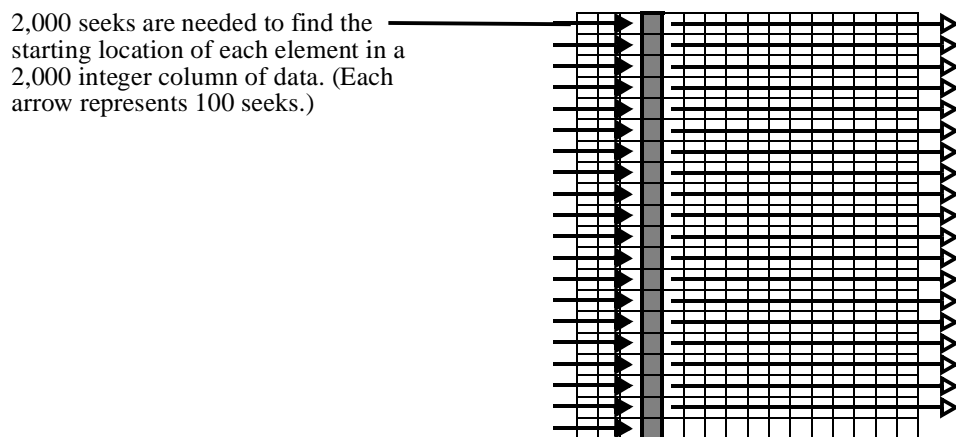 2,000 seeks are needed to find the
starting location of each element in a
2,000 integer column of data. (Each
arrow represents 100 seeks.)